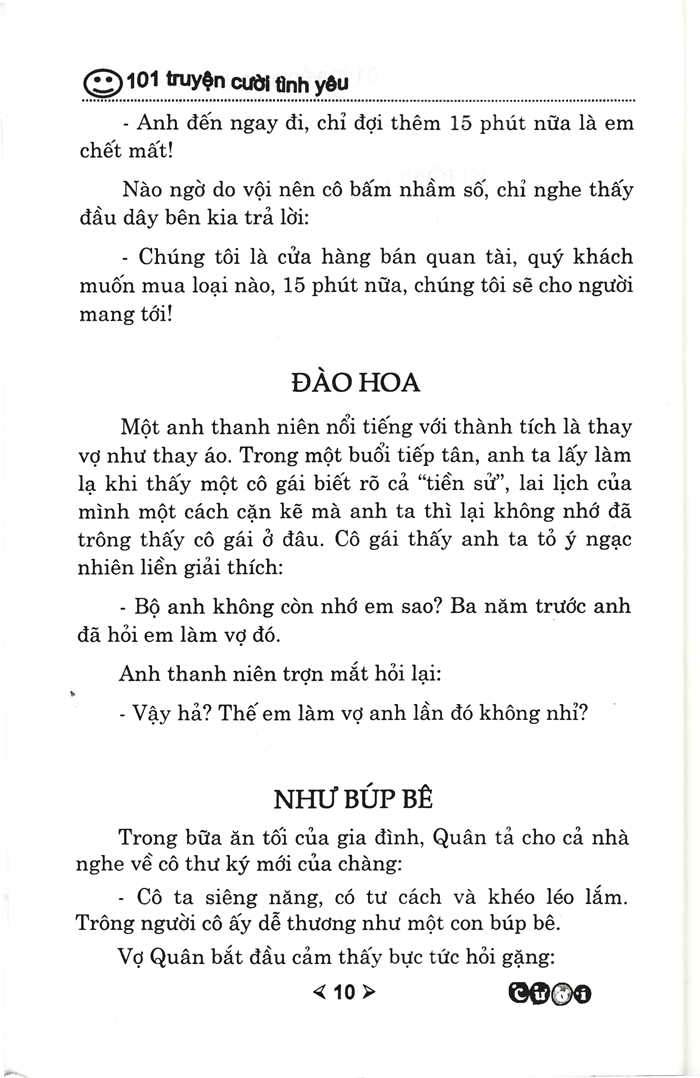 101 truyện cười tình yêu
- Anh đến ngay đi, chỉ đợi thêm 15 phút nữa là em
chết mất!
Nào ngờ do vội nên cô bấm nhầm số, chỉ nghe thấy
đầu dây bên kia trả lời:
- Chúng tôi là cửa hàng bán quan tài, quý khách
muốn mua loại nào, 15 phút nữa, chúng tôi sẽ cho người
mang tới!
ĐÀO HOA
Một anh thanh niên nổi tiếng với thành tích là thay
vợ như thay áo. Trong một buổi tiếp tân, anh ta lấy làm
lạ khi thấy một cô gái biết rõ cả “tiền sử”, lai lịch của
mình một cách cặn kẽ mà anh ta thì lại không nhớ đã
trông thấy cô gái ở đâu. Cô gái thấy anh ta tỏ ý ngạc
nhiên liền giải thích:
- Bộ anh không còn nhớ em sao? Ba năm trước anh
đã hỏi em làm vợ đó.
Anh thanh niên trợn mắt hỏi lại:
- Vậy hả? Thế em làm vợ anh lần đó không nhỉ?
NHƯ BÚP BÊ
Trong bữa ăn tối của gia đình, Quân tả cho cả nhà
nghe về cô thư ký mới của chàng:
- Cô ta siêng năng, có tư cách và khéo léo lắm.
Trông người cô ấy dễ thương như một con búp bê.
Vợ Quân bắt đầu cảm thấy bực tức hỏi gặng:
10
Cười